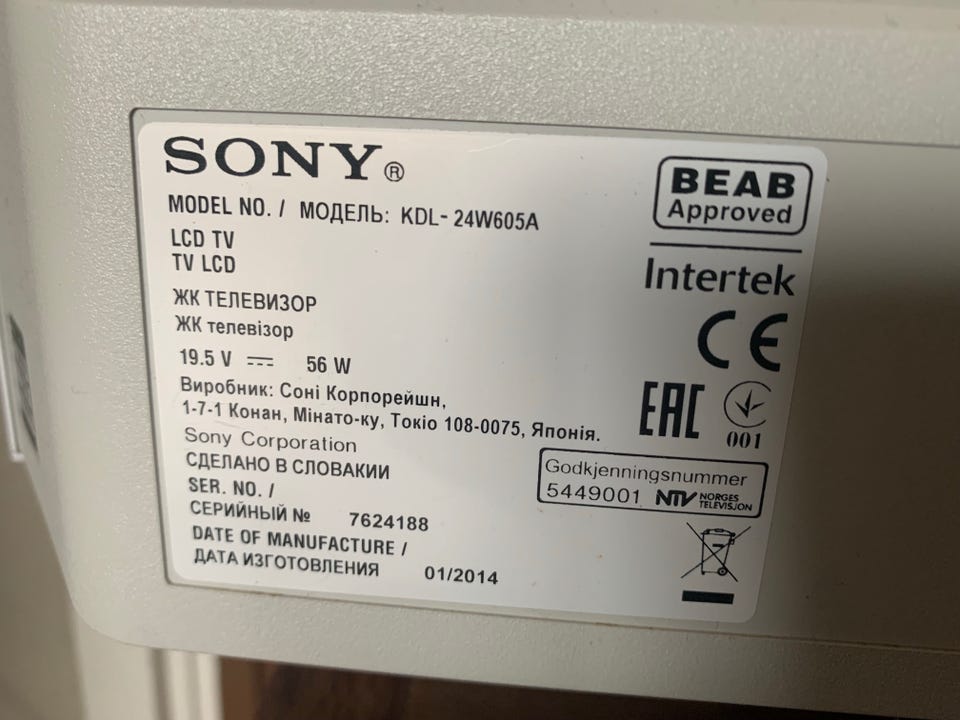 SONY®
MODEL NO. / МОДЕЛЬ: KDL- 24W605A
LCD TV
TV LCD
ЖК ТЕЛЕВИЗОР
ЖК телевізор
19.5 V ⎓ 56 W
Виробник: Соні Корпорейшн,
1-7-1 Конан, Мінато-ку, Токіо 108-0075, Японія.
Sony Corporation
СДЕЛАНО В СЛОВАКИИ
SER. NO. /
СЕРИЙНЫЙ № 7624188
DATE OF MANUFACTURE /
ДАТА ИЗГОТОВЛЕНИЯ 01/2014
BEAB
Approved
Intertek
CE
EAC
001
Godkjenningsnummer
5449001 NTV NORGES
TELEVISJON